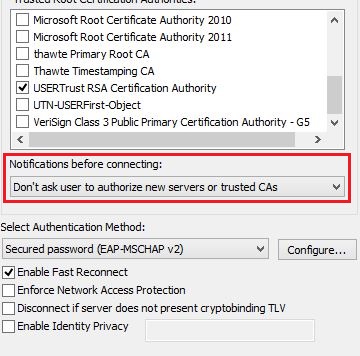 Trusted Root Certification Authorities:
Microsoft Root Certificate Authority 2010
Microsoft Root Certificate Authority 2011
thawte Primary Root CA
Thawte Timestamping CA
USERTrust RSA Certification Authority
UTN-USERFirst-Object
VeriSign Class 3 Public Primary Certification Authority - G5
Notifications before connecting:
Don't ask user to authorize new servers or trusted CAs
Select Authentication Method:
Secured password (EAP-MSCHAP v2)
Configure...
Enable Fast Reconnect
Enforce Network Access Protection
Disconnect if server does not present cryptobinding TLV
Enable Identity Privacy